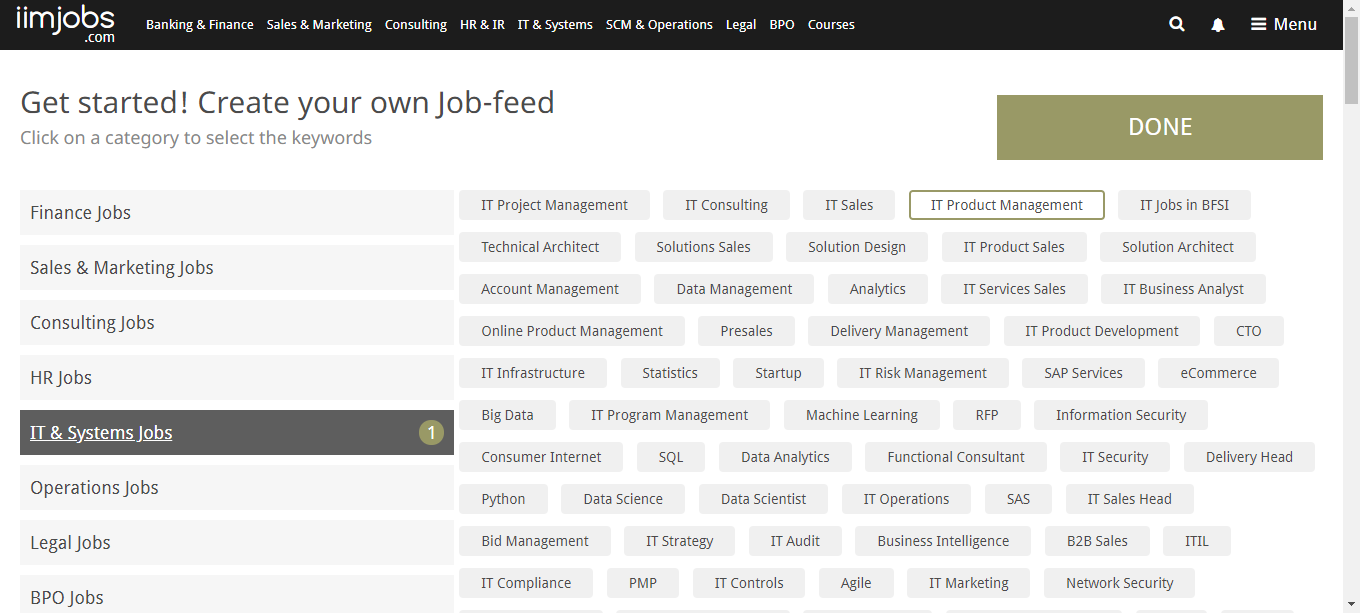 iimjobs
.com
Banking & Finance Sales & Marketing Consulting HR & IR IT & Systems SCM & Operations Legal BPO Courses Menu
Get started! Create your own Job-feed
Click on a category to select the keywords
DONE
Finance Jobs
Sales & Marketing Jobs
Consulting Jobs
HR Jobs
IT & Systems Jobs 1
Operations Jobs
Legal Jobs
BPO Jobs
IT Project Management IT Consulting IT Sales IT Product Management IT Jobs in BFSI
Technical Architect Solutions Sales Solution Design IT Product Sales Solution Architect
Account Management Data Management Analytics IT Services Sales IT Business Analyst
Online Product Management Presales Delivery Management IT Product Development CTO
IT Infrastructure Statistics Startup IT Risk Management SAP Services eCommerce
Big Data IT Program Management Machine Learning RFP Information Security
Consumer Internet SQL Data Analytics Functional Consultant IT Security Delivery Head
Python Data Science Data Scientist IT Operations SAS IT Sales Head
Bid Management IT Strategy IT Audit Business Intelligence B2B Sales ITIL
IT Compliance PMP IT Controls Agile IT Marketing Network Security